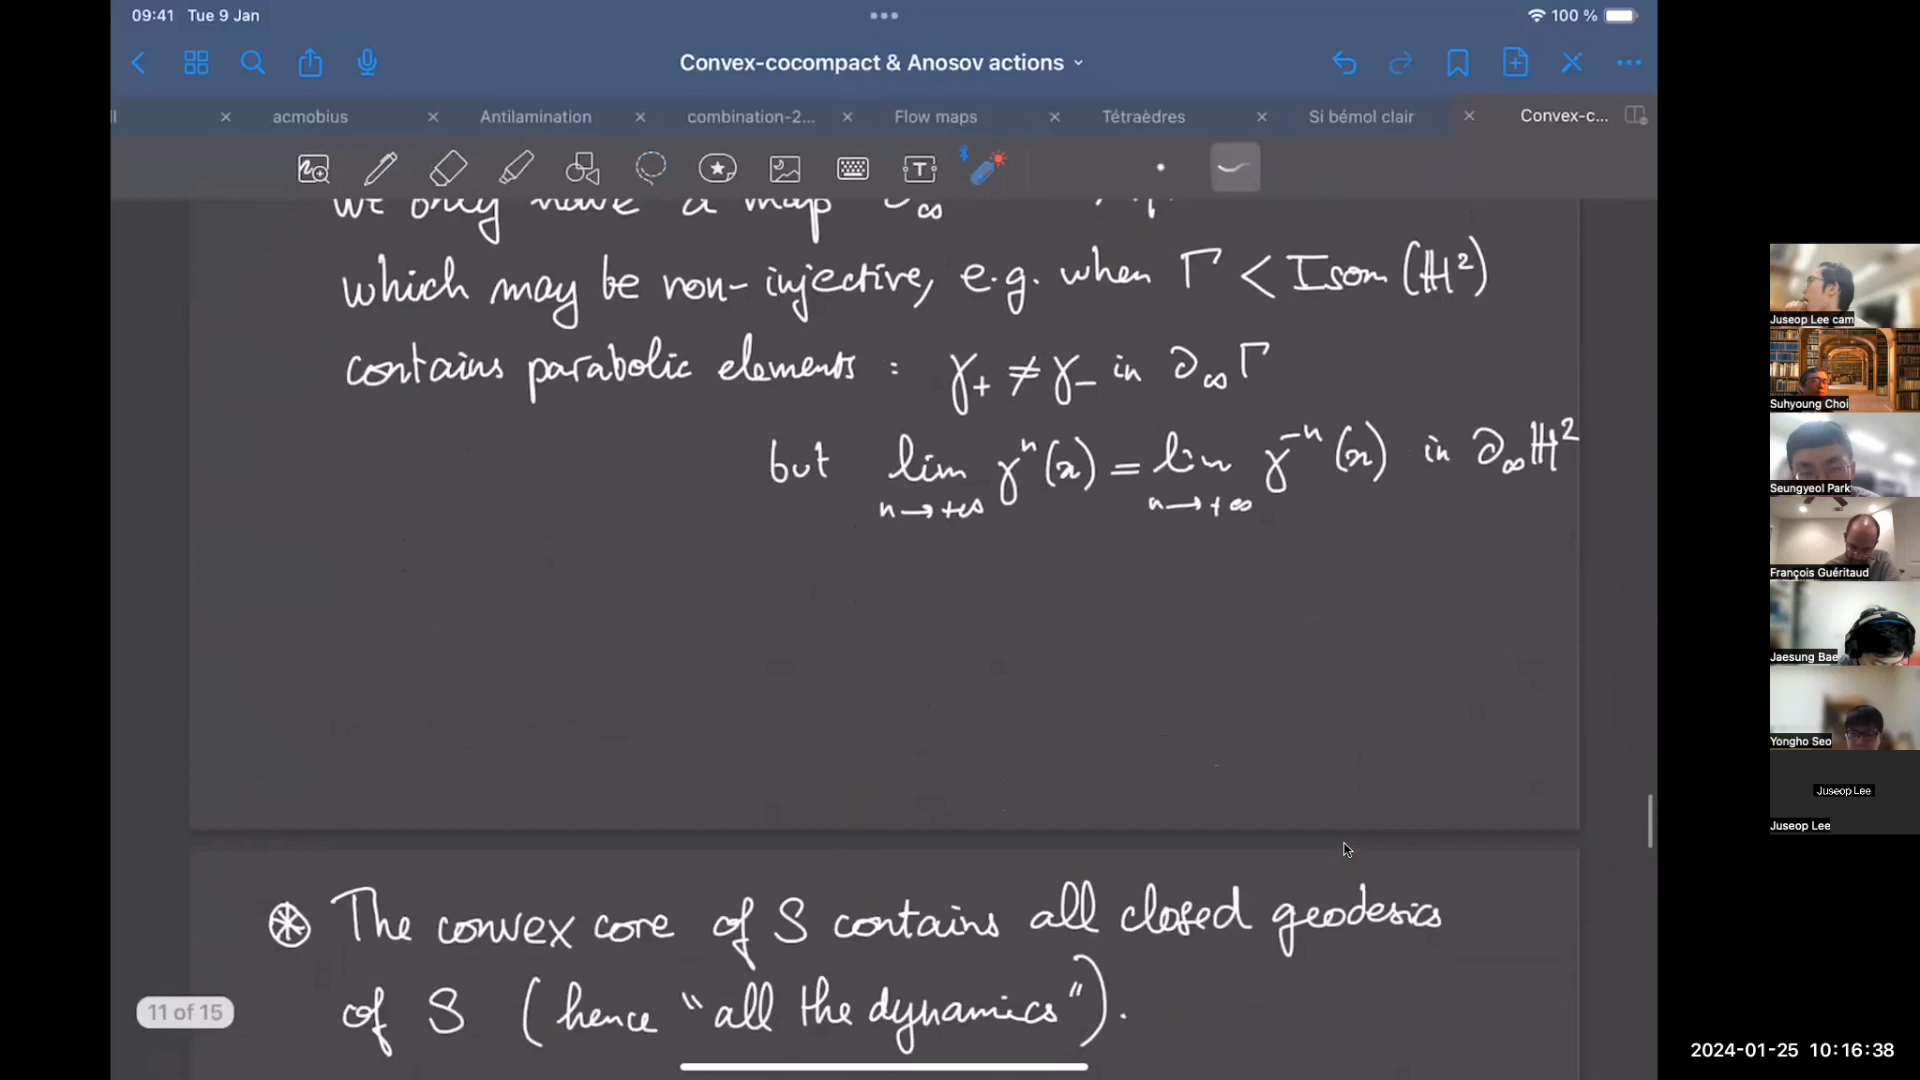 09:41 Tue 9 Jan
100 %
Convex-cocompact & Anosov actions
acmobius
Antilamination
combination-2...
Flow maps
Tétraèdres
Si bémol clair
Convex-c...
we only have a map
which may be non-injective, e.g. when Γ < Isom (ℍ²)
contains parabolic elements : γ₊ ≠ γ₋ in ∂∞Γ
but lim γⁿ(x) = lim γ⁻ⁿ(x) in ∂∞ℍ²
n→+∞ n→+∞
⊛ The convex core of S contains all closed geodesics
of S (hence "all the dynamics").
11 of 15
Juseop Lee cam
Suhyoung Choi
Seungyeol Park
François Guéritaud
Jaesung Bae
Yongho Seo
Juseop Lee
Juseop Lee
2024-01-25 10:16:38